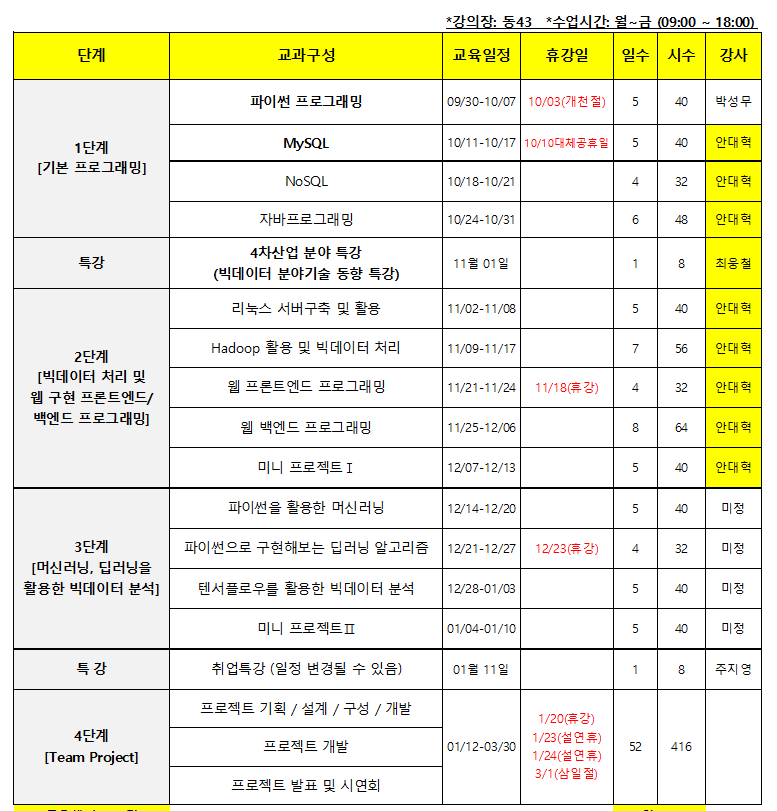 *강의장: 동43 *수업시간: 월~금 (09:00 ~ 18:00)
단계 교과구성 교육일정 휴강일 일수 시수 강사
1단계
[기본 프로그래밍]
파이썬 프로그래밍 09/30-10/07 10/03(개천절) 5 40 박성무
MySQL 10/11-10/17 10/10대체공휴일 5 40 안대혁
NoSQL 10/18-10/21 4 32 안대혁
자바프로그래밍 10/24-10/31 6 48 안대혁
특강
4차산업 분야 특강
(빅데이터 분야기술 동향 특강)
11월 01일 1 8 최웅철
2단계
[빅데이터 처리 및
웹 구현 프론트엔드/
백엔드 프로그래밍]
리눅스 서버구축 및 활용 11/02-11/08 5 40 안대혁
Hadoop 활용 및 빅데이터 처리 11/09-11/17 7 56 안대혁
웹 프론트엔드 프로그래밍 11/21-11/24 11/18(휴강) 4 32 안대혁
웹 백엔드 프로그래밍 11/25-12/06 8 64 안대혁
미니 프로젝트Ⅰ 12/07-12/13 5 40 안대혁
3단계
[머신러닝, 딥러닝을
활용한 빅데이터 분석]
파이썬을 활용한 머신러닝 12/14-12/20 5 40 미정
파이썬으로 구현해보는 딥러닝 알고리즘 12/21-12/27 12/23(휴강) 4 32 미정
텐서플로우를 활용한 빅데이터 분석 12/28-01/03 5 40 미정
미니 프로젝트Ⅱ 01/04-01/10 5 40 미정
특 강 취업특강 (일정 변경될 수 있음) 01월 11일 1 8 주지영
4단계
[Team Project]
프로젝트 기획 / 설계 / 구성 / 개발
프로젝트 개발
프로젝트 발표 및 시연회
01/12-03/30
1/20(휴강)
1/23(설연휴)
1/24(설연휴)
3/1(삼일절)
52 416